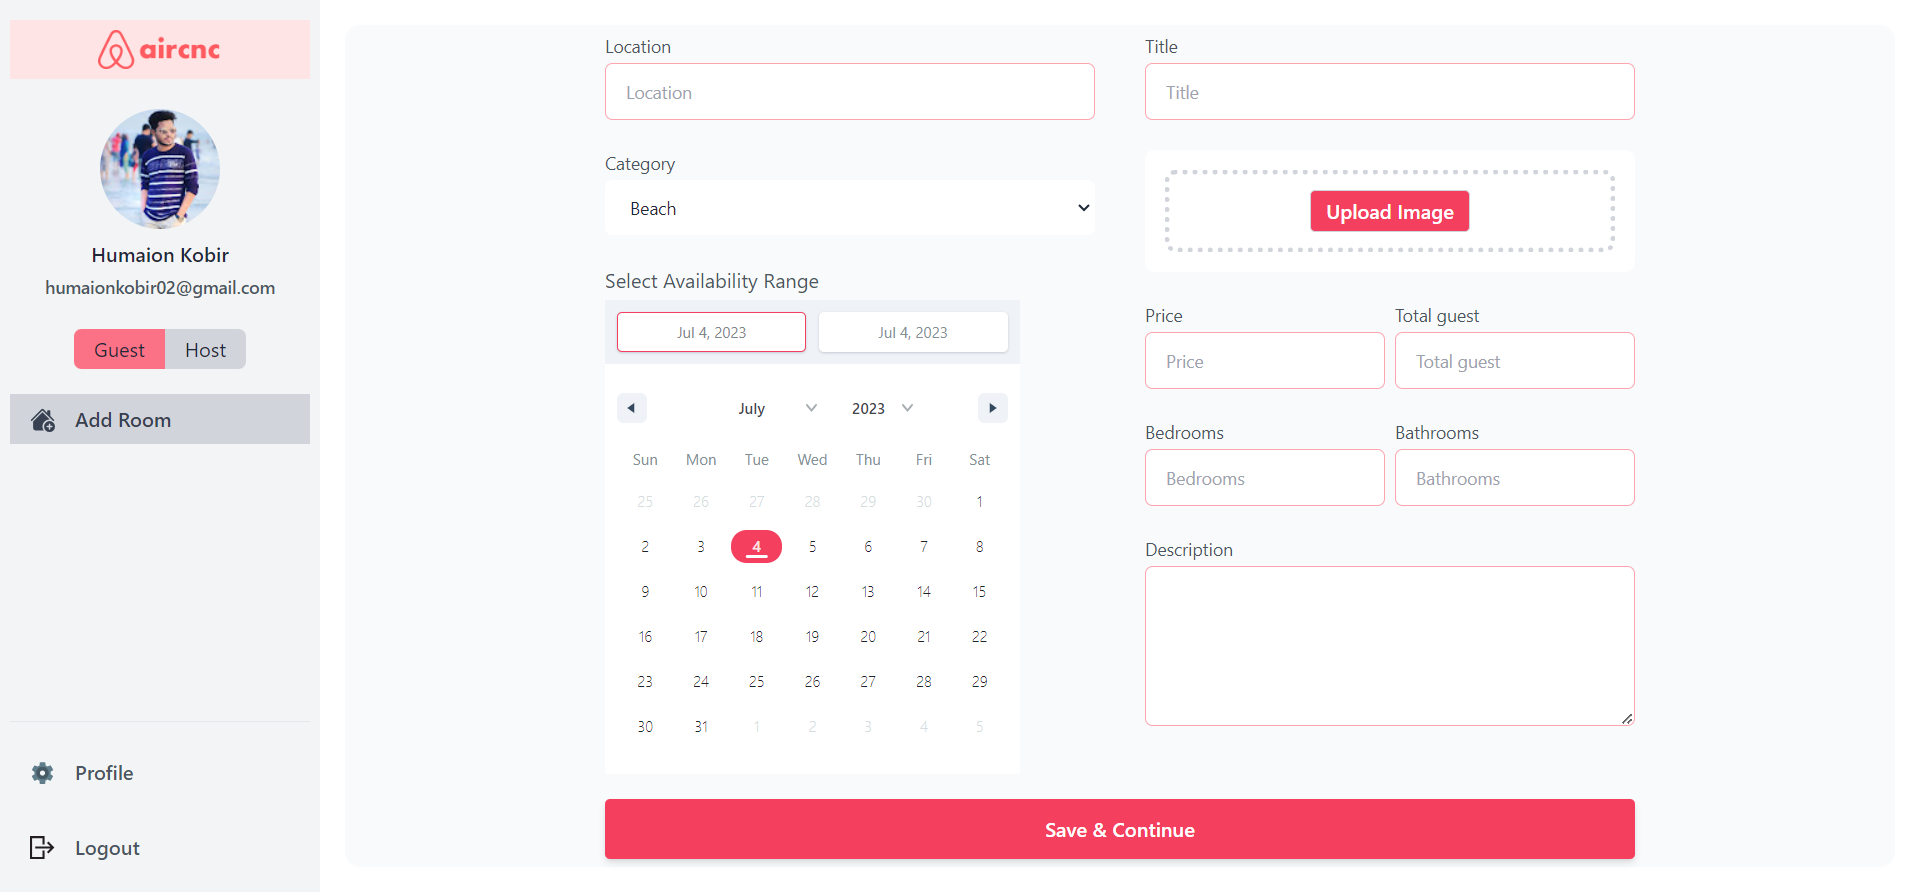 aircnc
Humaion Kobir
humaionkobir02@gmail.com
Guest Host
Add Room
Profile
Logout
Location
Location
Category
Beach
Select Availability Range
Jul 4, 2023 Jul 4, 2023
July 2023
Sun Mon Tue Wed Thu Fri Sat
25 26 27 28 29 30 1
2 3 4 5 6 7 8
9 10 11 12 13 14 15
16 17 18 19 20 21 22
23 24 25 26 27 28 29
30 31 1 2 3 4 5
Title
Title
Upload Image
Price Total guest
Price Total guest
Bedrooms Bathrooms
Bedrooms Bathrooms
Description
Save & Continue